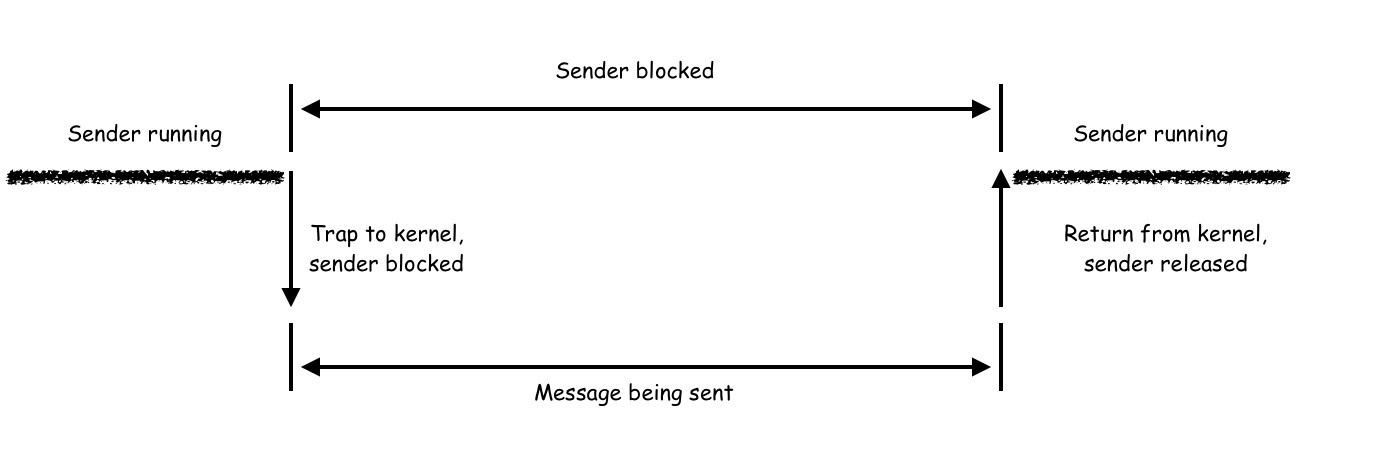 Sender blocked
Sender running
Sender running
Trap to kernel,
sender blocked
Return from kernel,
sender released
Message being sent